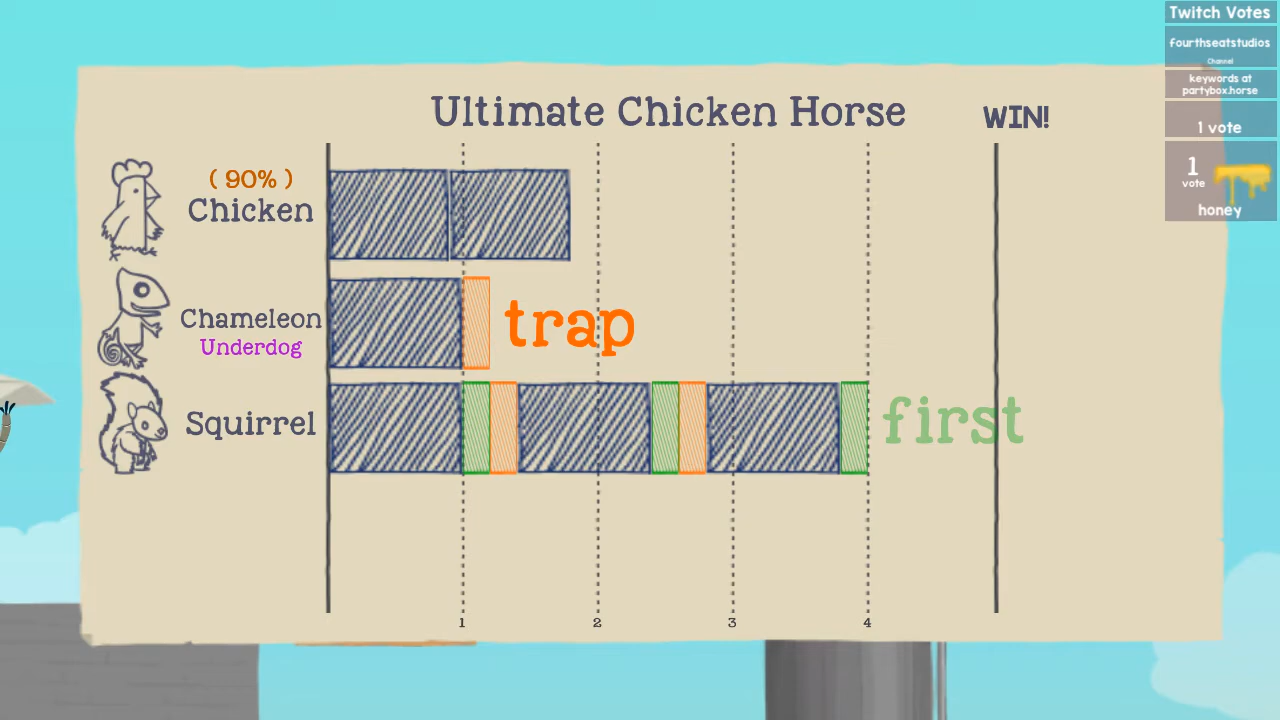 Twitch Votes
fourthseatstudios
Channel
keywords at
partybox.horse
1 vote
1
vote
honey
Ultimate Chicken Horse
WIN!
( 90% )
Chicken
Chameleon
Underdog
trap
Squirrel
first
1
2
3
4